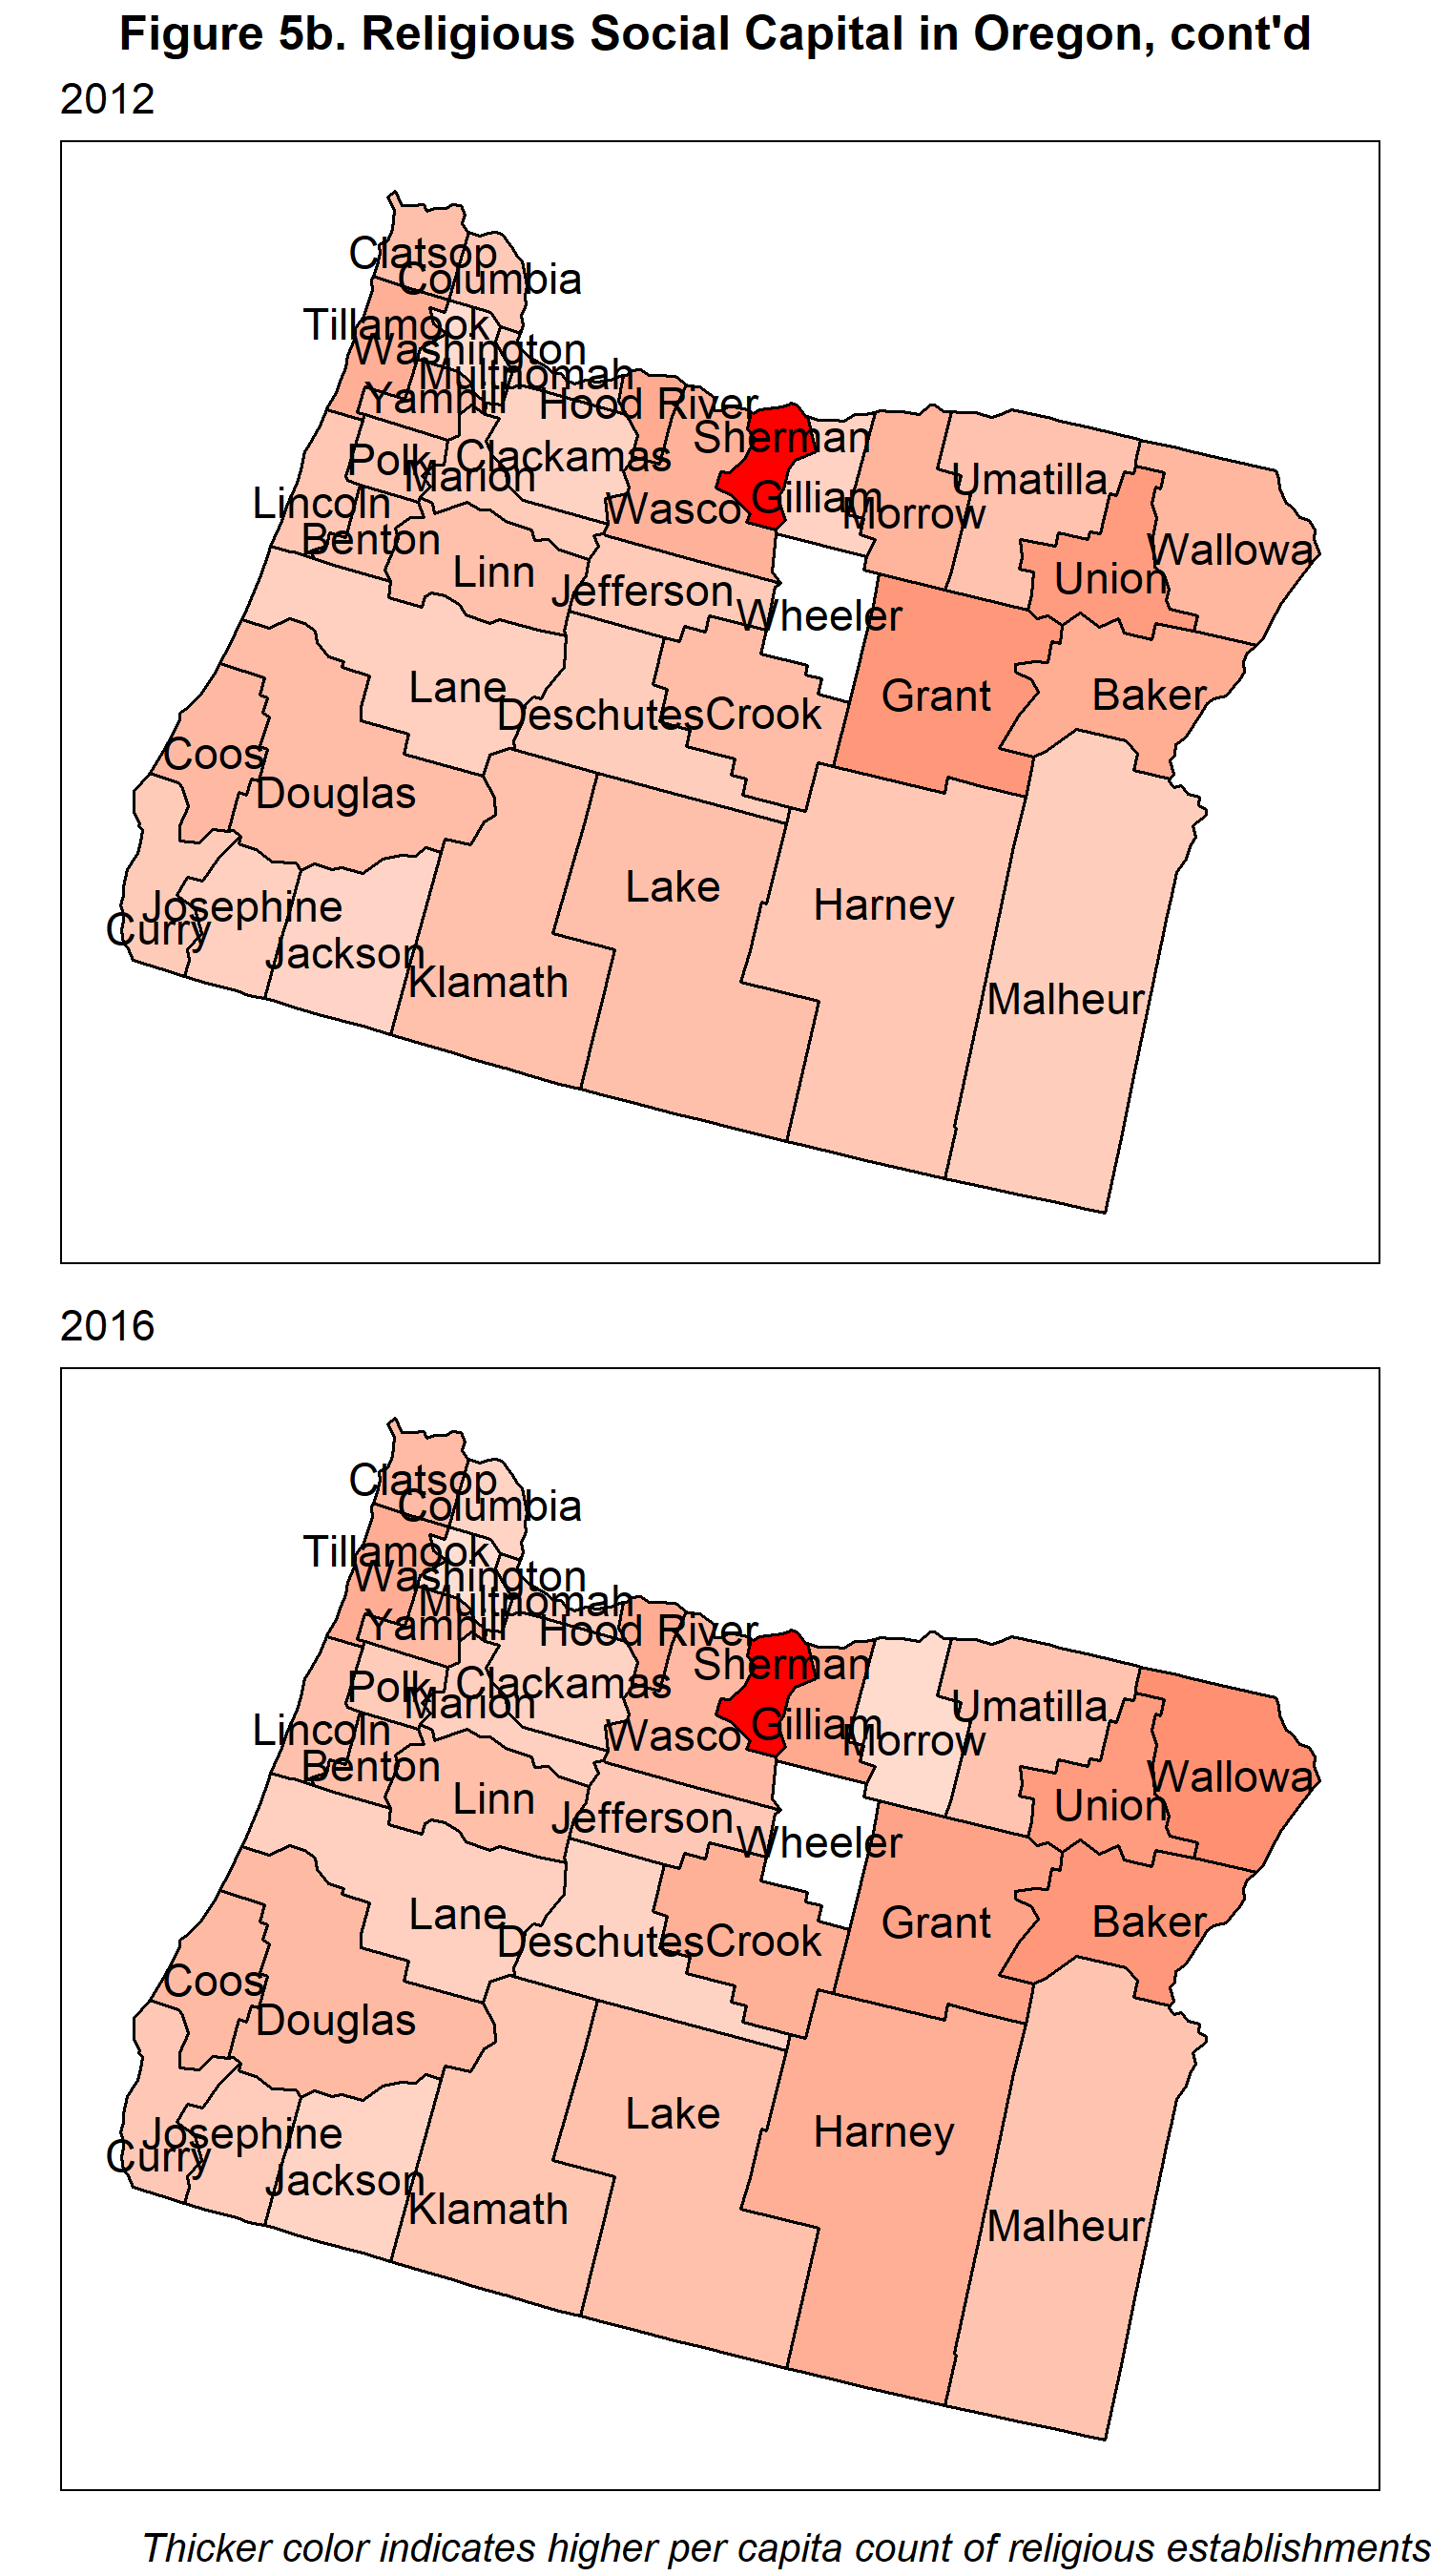 Figure 5b. Religious Social Capital in Oregon, cont'd
2012
Clatsop
Columbia
Tillamook
Washington
Multnomah
Yamhill
Hood River
Sherman
Polk
Clackamas
Marion
Umatilla
Lincoln
Gilliam
Wasco
Morrow
Benton
Wallowa
Linn
Union
Jefferson
Wheeler
Lane
Grant
Baker
Deschutes
Crook
Coos
Douglas
Lake
Harney
Josephine
Curry
Jackson
Klamath
Malheur
2016
Clatsop
Columbia
Tillamook
Washington
Multnomah
Yamhill
Hood River
Sherman
Polk
Clackamas
Marion
Umatilla
Lincoln
Gilliam
Wasco
Morrow
Benton
Wallowa
Linn
Union
Jefferson
Wheeler
Lane
Grant
Baker
Deschutes
Crook
Coos
Douglas
Lake
Harney
Josephine
Curry
Jackson
Klamath
Malheur
Thicker color indicates higher per capita count of religious establishments